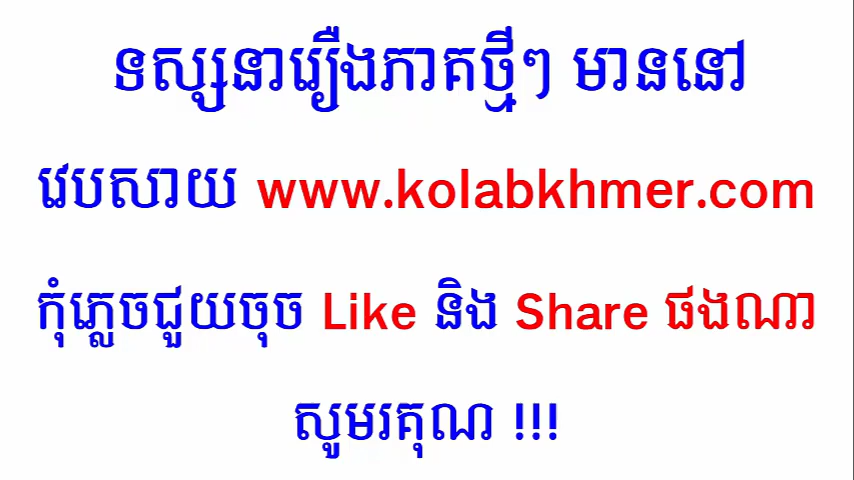 ទស្សនារឿងភាគថ្មីៗ មាននៅ
វេបសាយ www.kolabkhmer.com
កុំភ្លេចជួយចុច Like និង Share ផងណា
សូមរគុណ !!!